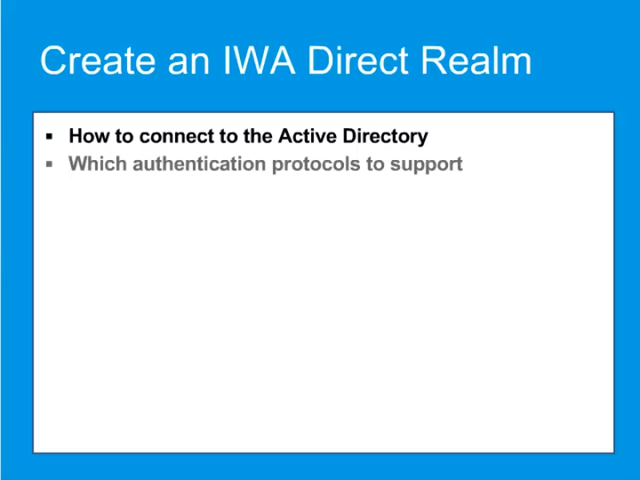 Create an IWA Direct Realm
▪ How to connect to the Active Directory
▪ Which authentication protocols to support